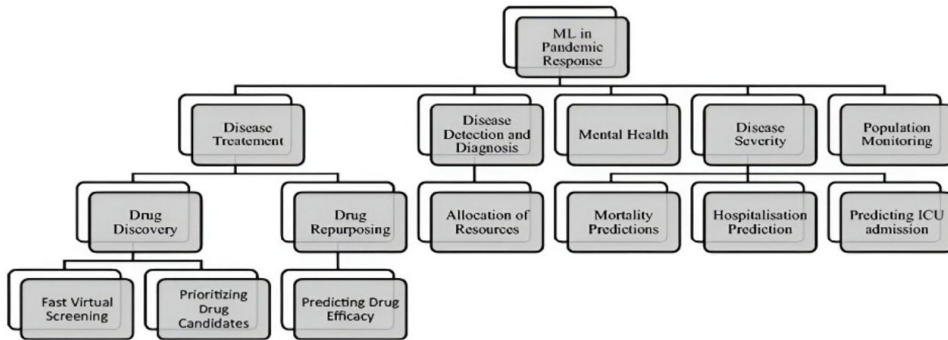 ML in
Pandemic
Response
Disease
Treatement
Disease
Detection and
Diagnosis
Mental Health
Disease
Severity
Population
Monitoring
Drug
Discovery
Drug
Repurposing
Allocation of
Resources
Mortality
Predictions
Hospitalisation
Prediction
Predicting ICU
admission
Fast Virtual
Screening
Prioritizing
Drug
Candidates
Predicting Drug
Efficacy